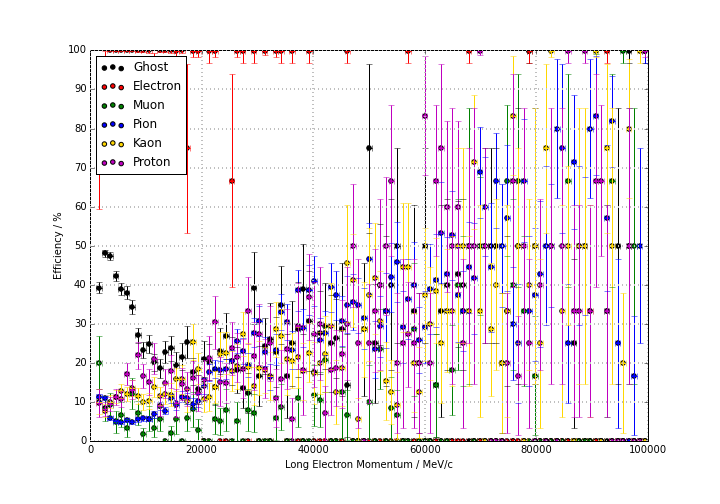 100
90
80
70
60
50
40
30
20
10
0
Efficiency / %
Ghost
Electron
Muon
Pion
Kaon
Proton
0 20000 40000 60000 80000 100000
Long Electron Momentum / MeV/c